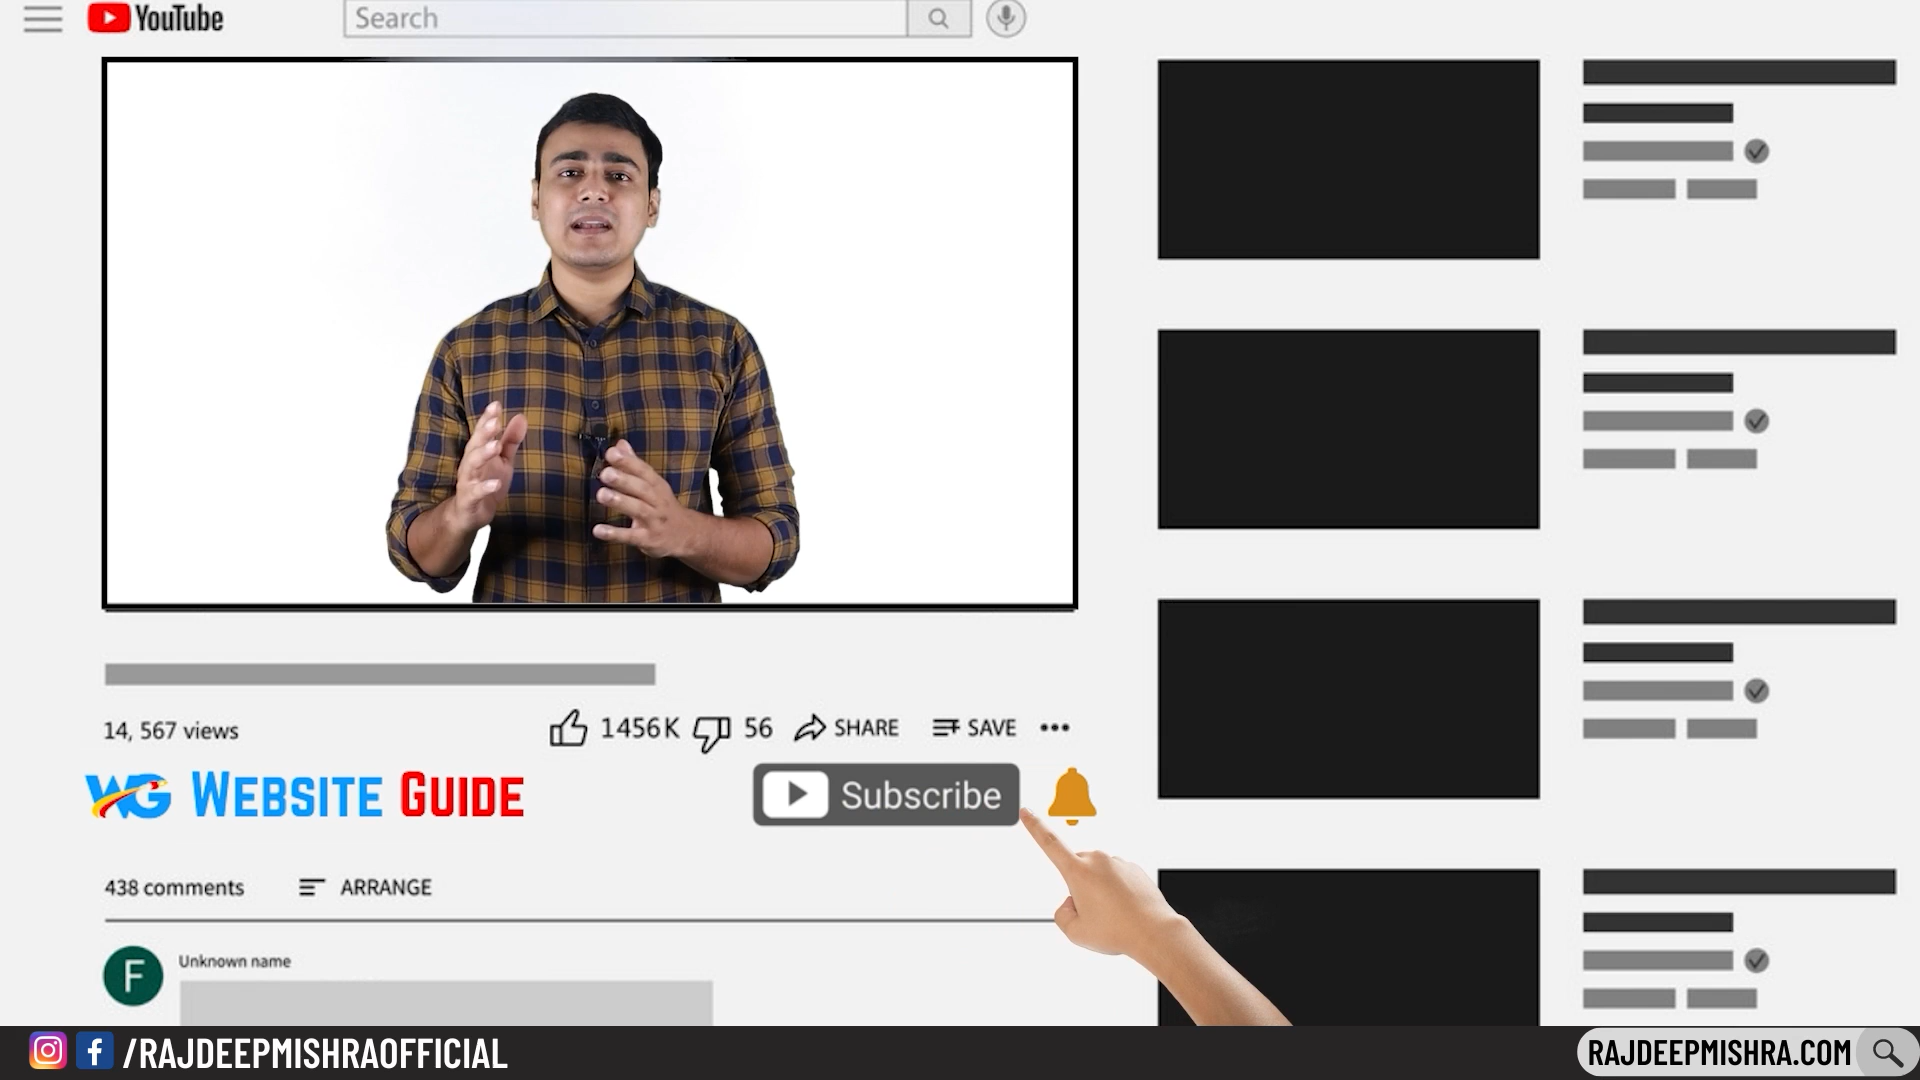 YouTube
Search
14, 567 views
1456K
56
SHARE
SAVE
WG WEBSITE GUIDE
Subscribe
438 comments
ARRANGE
F
Unknown name
/RAJDEEPMISHRAOFFICIAL
RAJDEEPMISHRA.COM